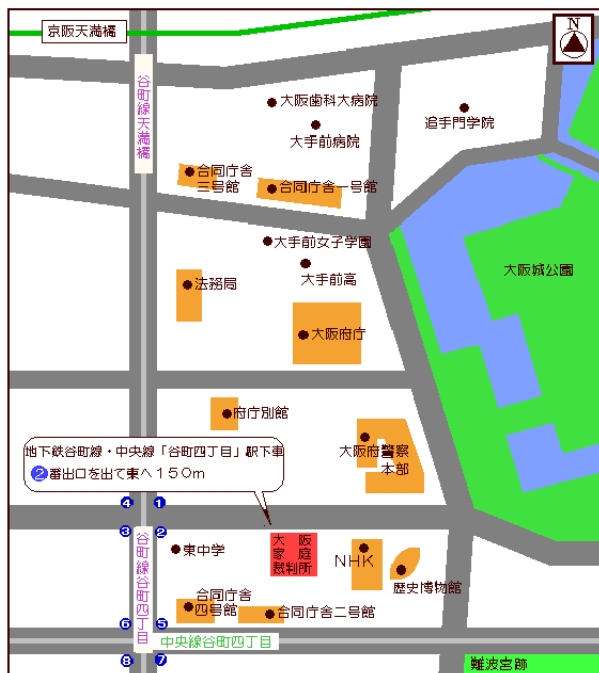 京阪天満橋
N
谷町線天満橋
大阪歯科大病院
追手門学院
大手前病院
合同庁舎
三号館
合同庁舎一号館
大手前女子学園
大手前高
大阪城公園
法務局
大阪府庁
府庁別館
地下鉄谷町線・中央線「谷町四丁目」駅下車
②番出口を出て東へ150m
大阪府警察
本部
④ ①
③ ②
谷町線谷町四丁目
東中学
大阪
家庭
裁判所
NHK
歴史博物館
合同庁舎
四号館
合同庁舎二号館
⑥ ⑤
中央線谷町四丁目
⑧ ⑦
難波宮跡